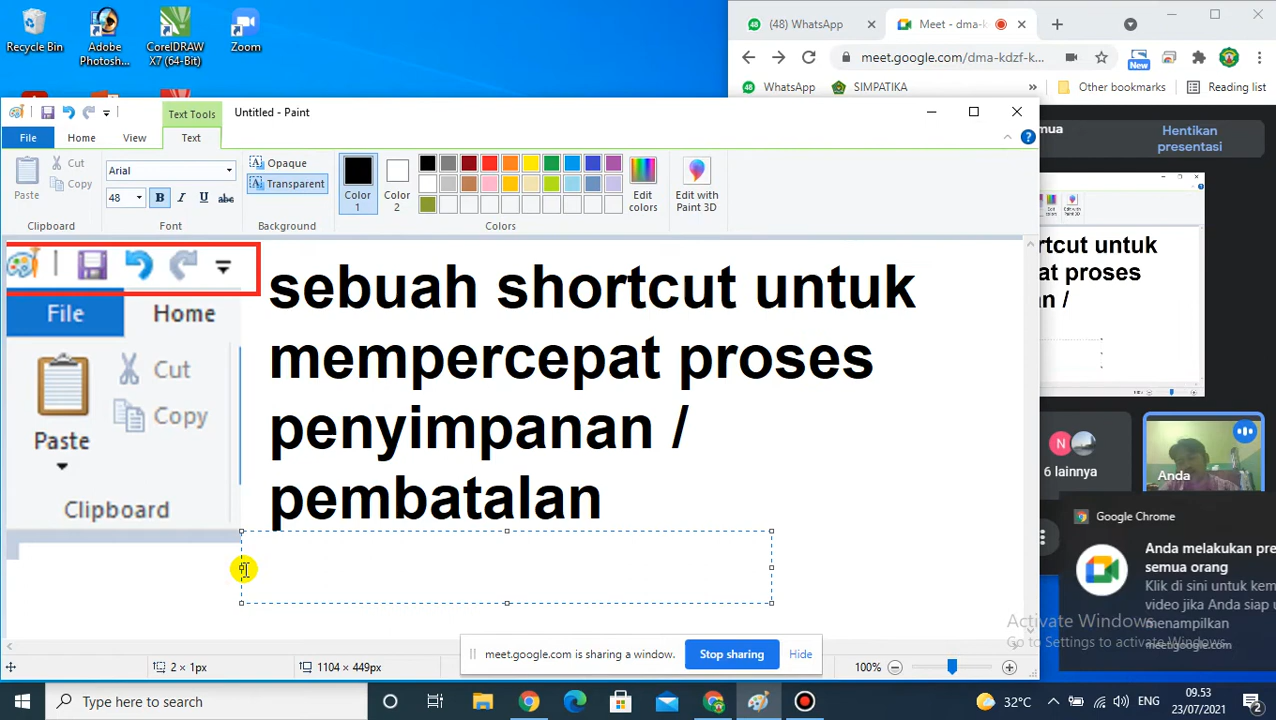 Recycle Bin
Adobe Photosh...
CorelDRAW X7 (64-Bit)
Zoom
(48) WhatsApp
Meet - dma-k
meet.google.com/dma-kdzf-k...
New
WhatsApp
SIMPATIKA
»
Other bookmarks
Reading list
Text Tools
Untitled - Paint
File
Home
View
Text
Paste
Cut
Copy
Clipboard
Arial
48
B
I
U
abc
Font
Opaque
Transparent
Background
Color 1
Color 2
Edit colors
Colors
Edit with Paint 3D
File
Home
Paste
Cut
Copy
Clipboard
sebuah shortcut untuk
mempercepat proses
penyimpanan /
pembatalan
2 × 1px
1104 × 449px
100%
meet.google.com is sharing a window.
Stop sharing
Hide
emua
Hentikan presentasi
rtcut untuk
at proses
an /
N
6 lainnya
Anda
Google Chrome
Anda melakukan pre
semua orang
Klik di sini untuk kem
video jika Anda siap u
menampilkan
meet.google.com
Activate Windows
Go to Settings to activate Windows.
Type here to search
32°C
ENG
09.53
23/07/2021
2